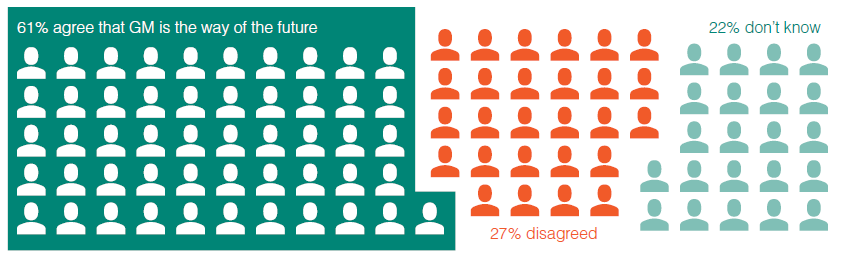 61% agree that GM is the way of the future
22% don't know
27% disagreed